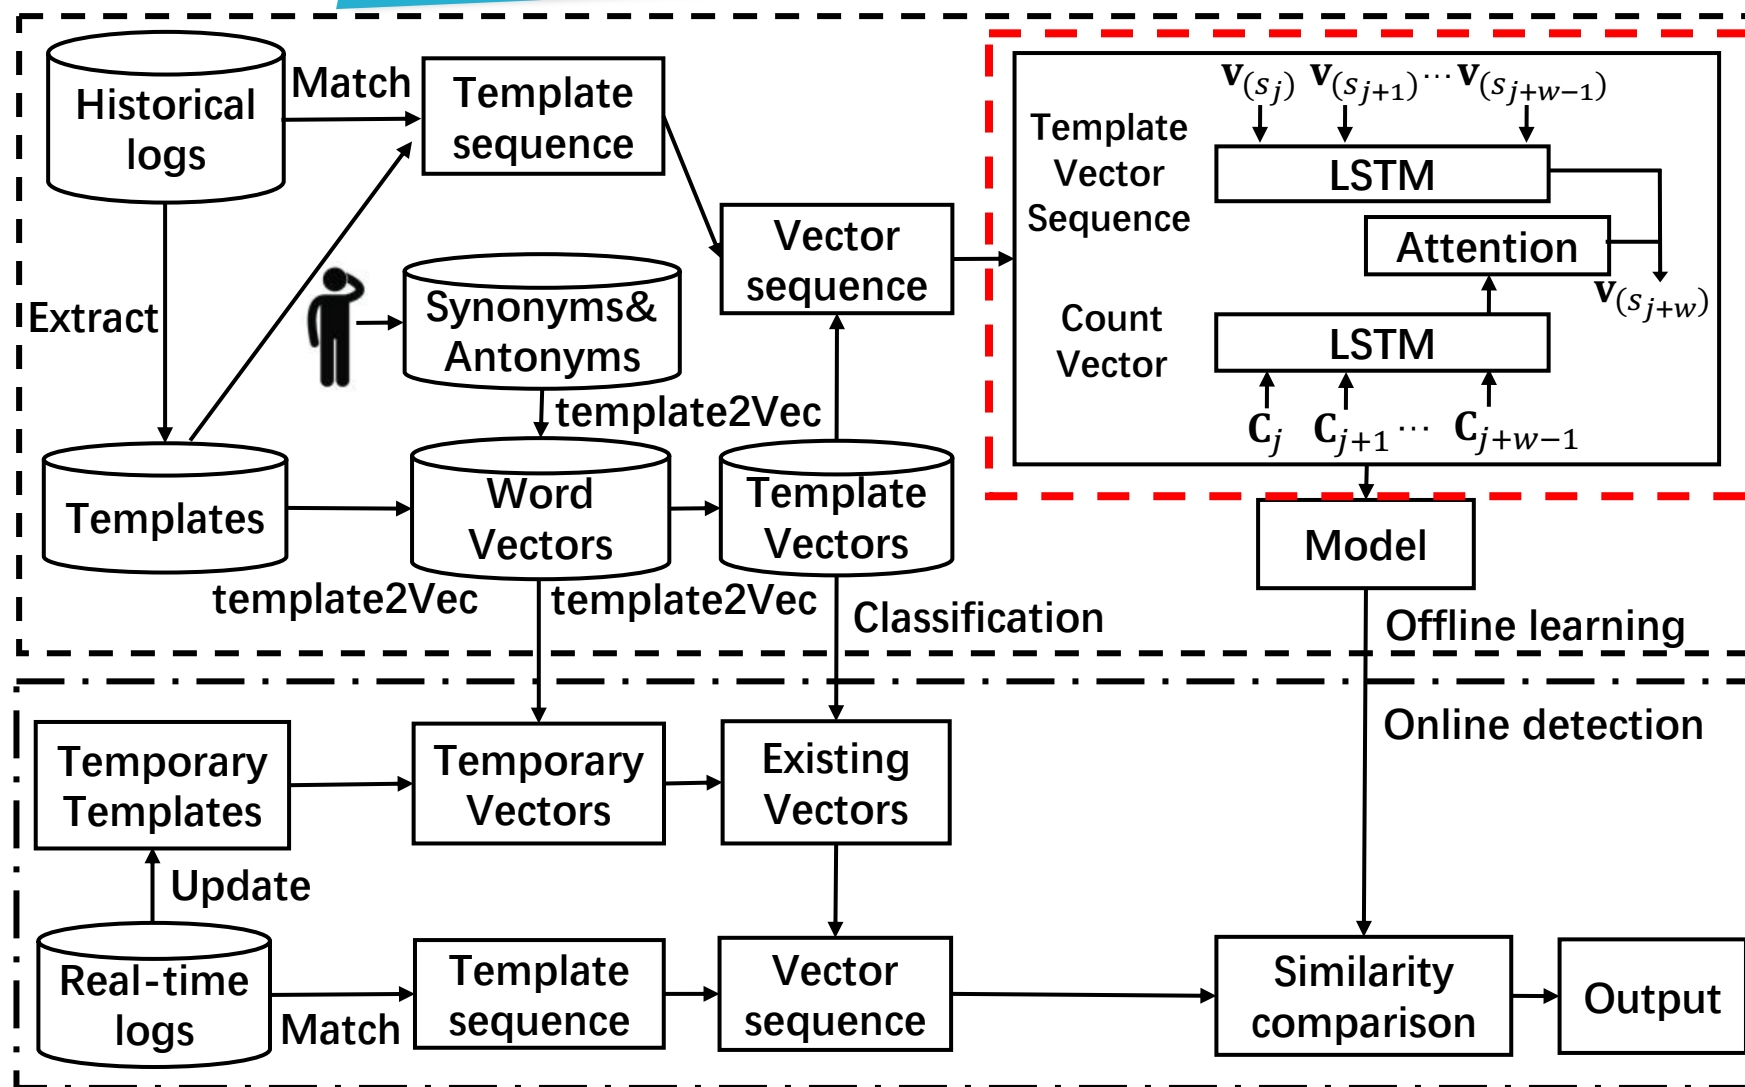 Historical
logs
Match
Template
sequence
Extract
Synonyms&
Antonyms
Vector
sequence
template2Vec
Templates
Word
Vectors
Template
Vectors
template2Vec
template2Vec
Classification
Template
Vector
Sequence
𝐯(sⱼ) 𝐯(sⱼ₊₁) ⋯ 𝐯(s_{j+w−1})
LSTM
Attention
𝐯(s_{j+w})
Count
Vector
LSTM
𝐂ⱼ 𝐂ⱼ₊₁ ⋯ 𝐂_{j+w−1}
Model
Offline learning
Online detection
Temporary
Templates
Temporary
Vectors
Existing
Vectors
Update
Real-time
logs
Match
Template
sequence
Vector
sequence
Similarity
comparison
Output